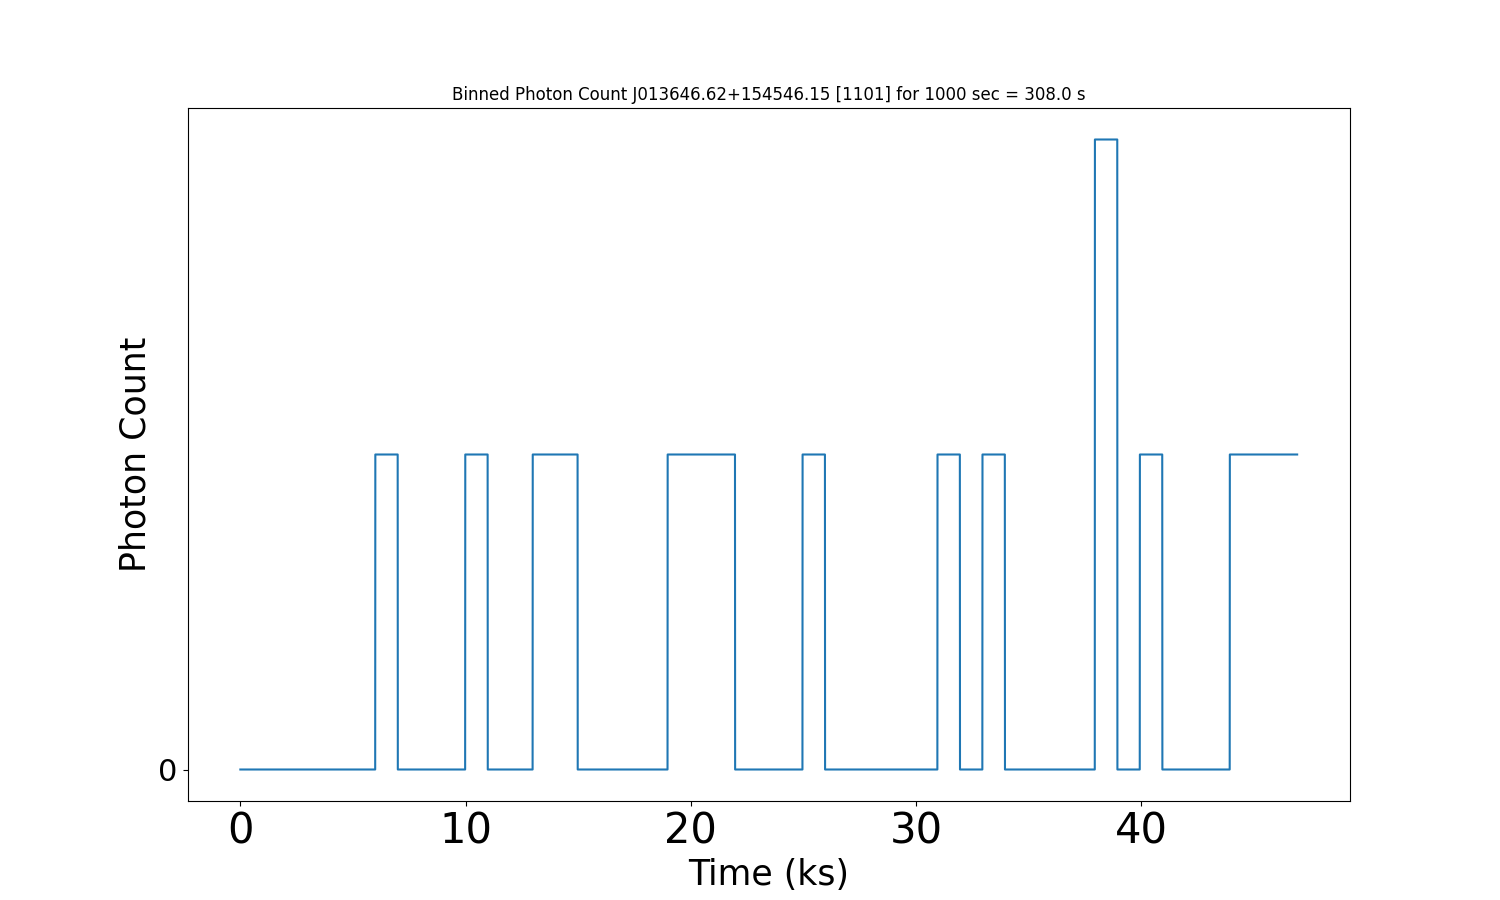 Binned Photon Count J013646.62+154546.15 [1101] for 1000 sec = 308.0 s
Photon Count
0
0 10 20 30 40
Time (ks)